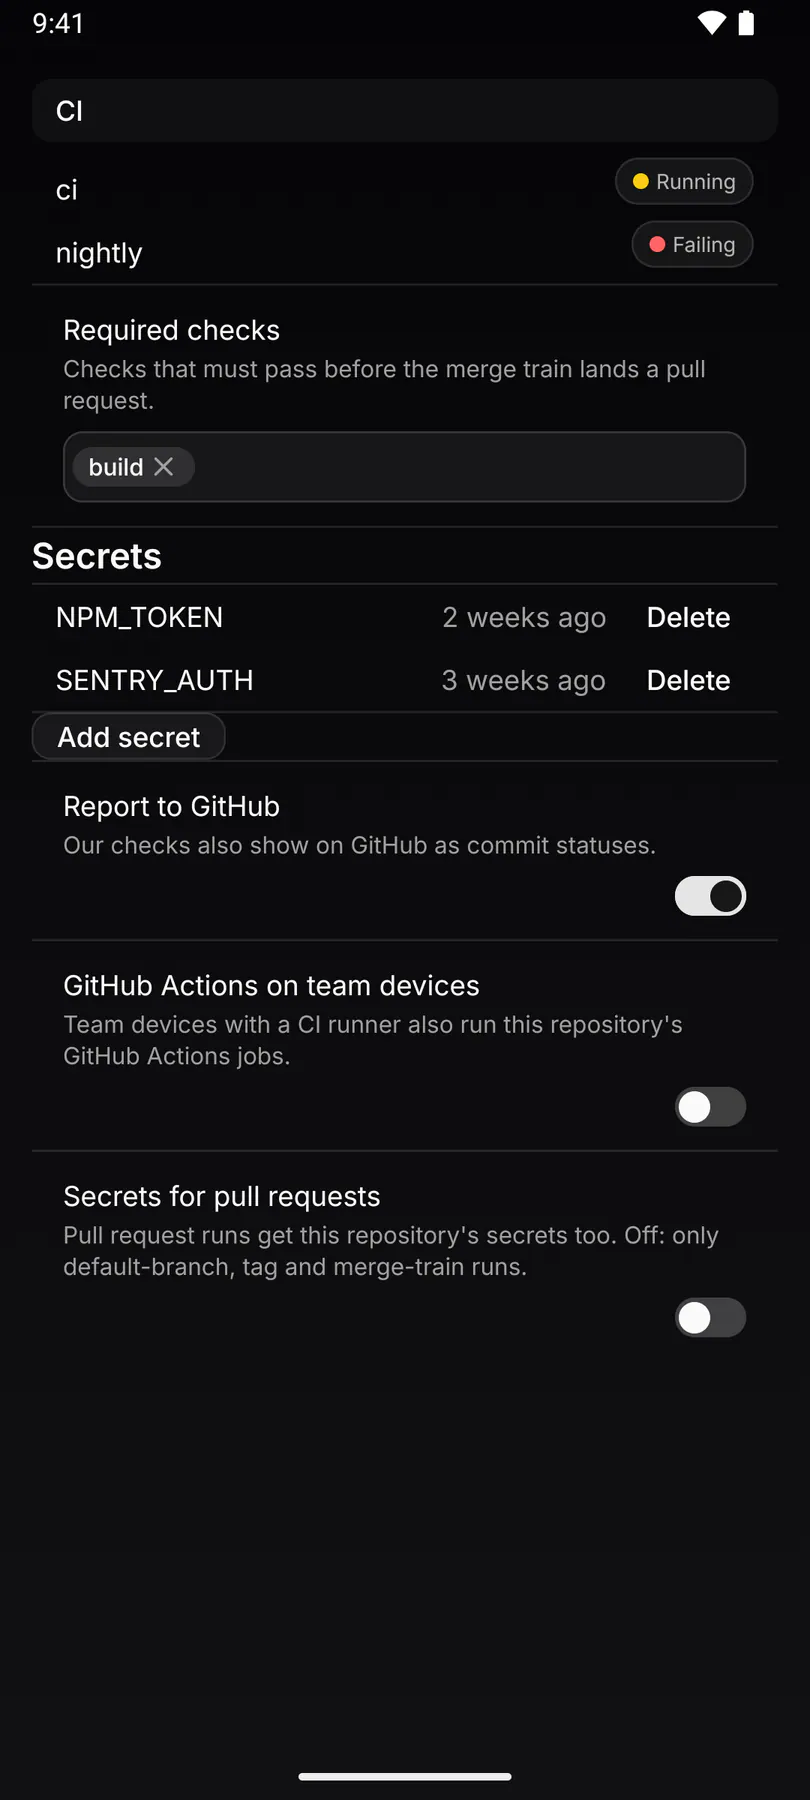 9:41
CI
ci
Running
nightly
Failing
Required checks
Checks that must pass before the merge train lands a pull
request.
build
Secrets
NPM_TOKEN 2 weeks ago Delete
SENTRY_AUTH 3 weeks ago Delete
Add secret
Report to GitHub
Our checks also show on GitHub as commit statuses.
GitHub Actions on team devices
Team devices with a CI runner also run this repository's
GitHub Actions jobs.
Secrets for pull requests
Pull request runs get this repository's secrets too. Off: only
default-branch, tag and merge-train runs.